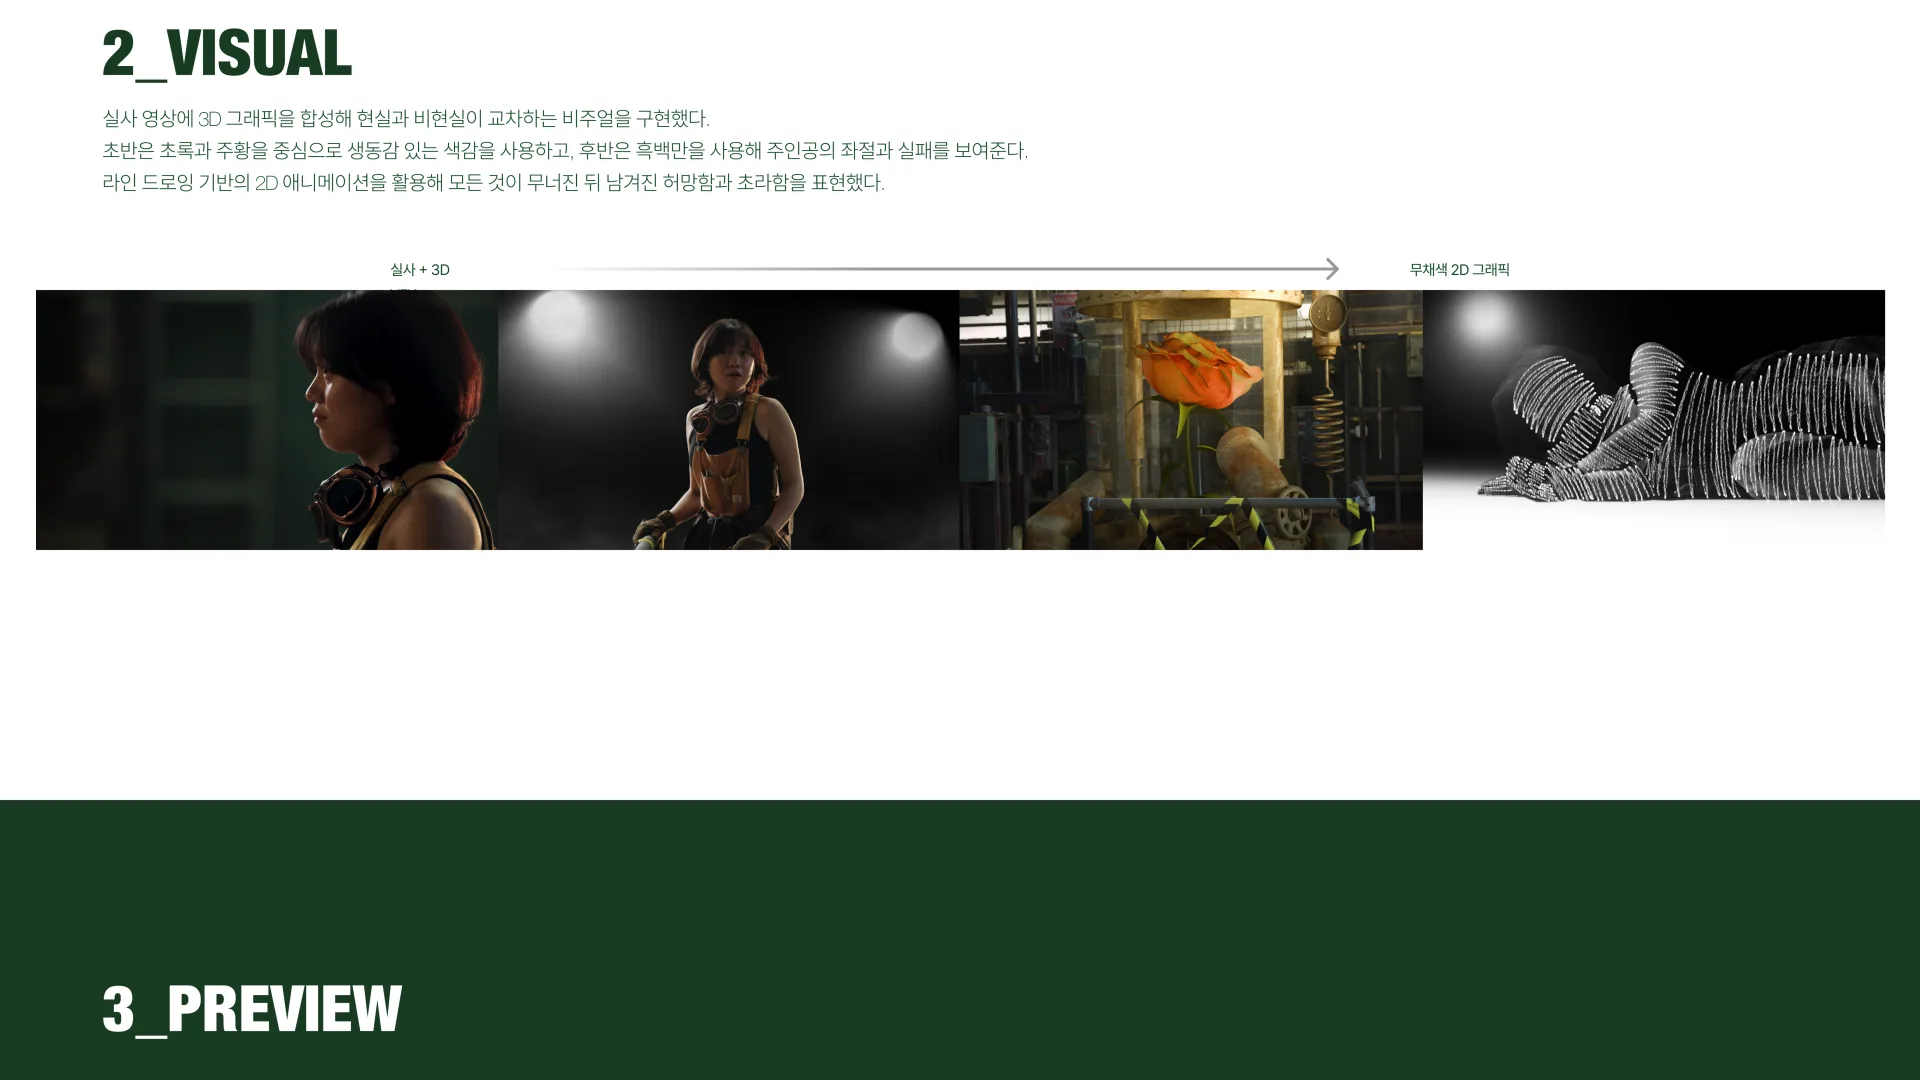 2_VISUAL
실사 영상에 3D 그래픽을 합성해 현실과 비현실이 교차하는 비주얼을 구현했다.
초반은 초록과 주황을 중심으로 생동감 있는 색감을 사용하고, 후반은 흑백만을 사용해 주인공의 좌절과 실패를 보여준다.
라인 드로잉 기반의 2D 애니메이션을 활용해 모든 것이 무너진 뒤 남겨진 허망함과 초라함을 표현했다.
실사 + 3D
무채색 2D 그래픽
3_PREVIEW